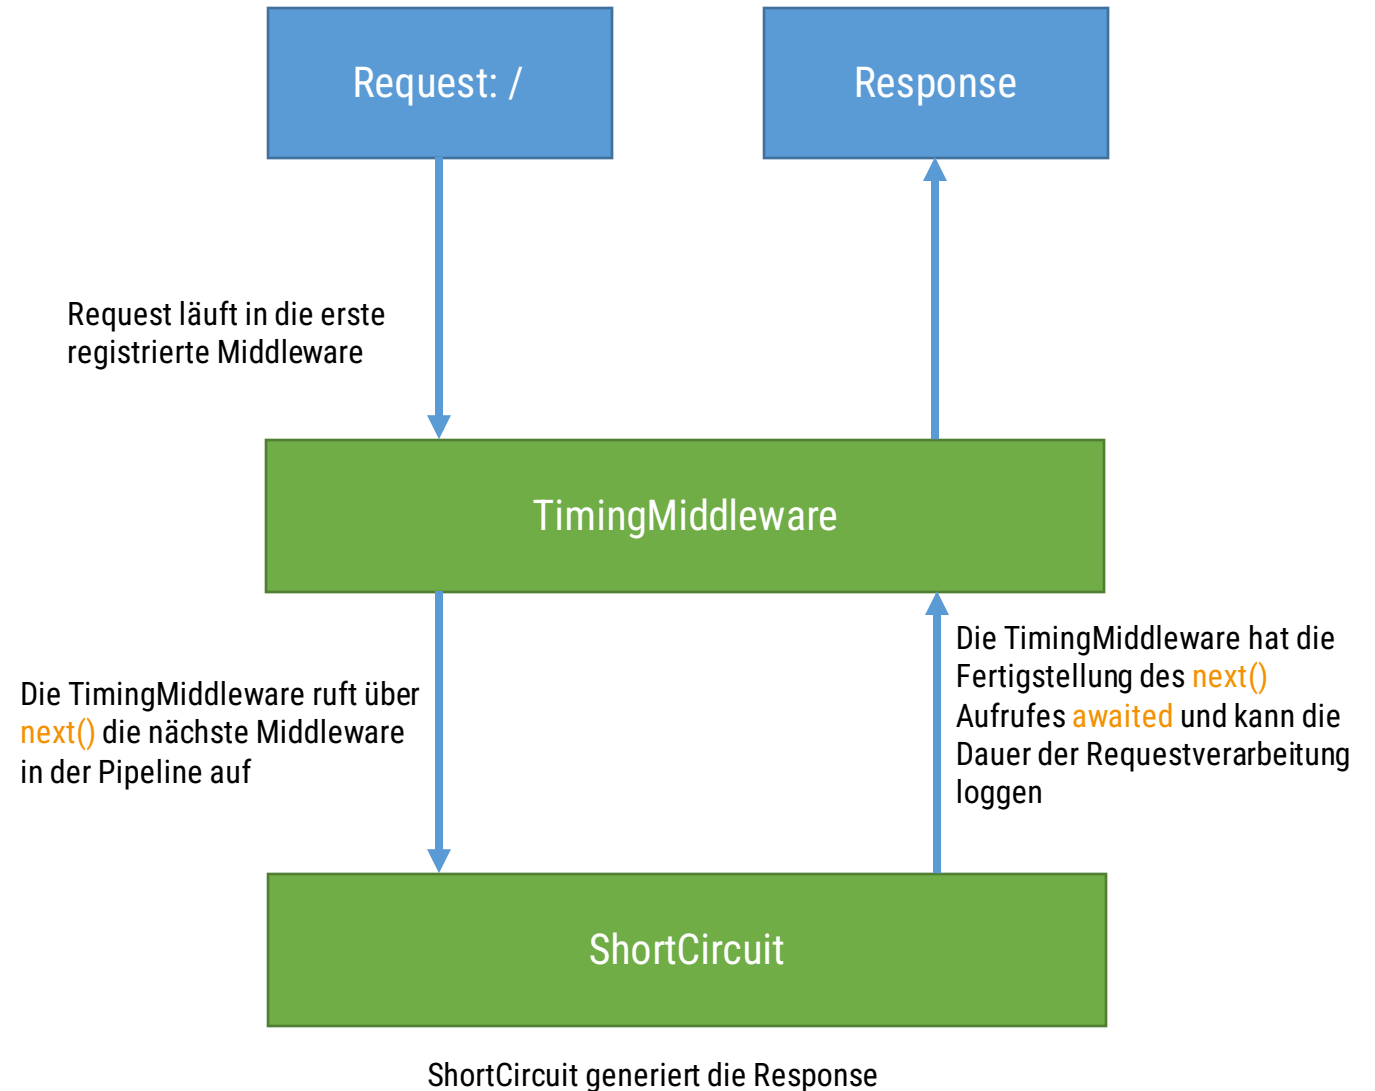 Request: /
Response
Request läuft in die erste
registrierte Middleware
TimingMiddleware
Die TimingMiddleware ruft über
next() die nächste Middleware
in der Pipeline auf
Die TimingMiddleware hat die
Fertigstellung des next()
Aufrufes awaited und kann die
Dauer der Requestverarbeitung
loggen
ShortCircuit
ShortCircuit generiert die Response